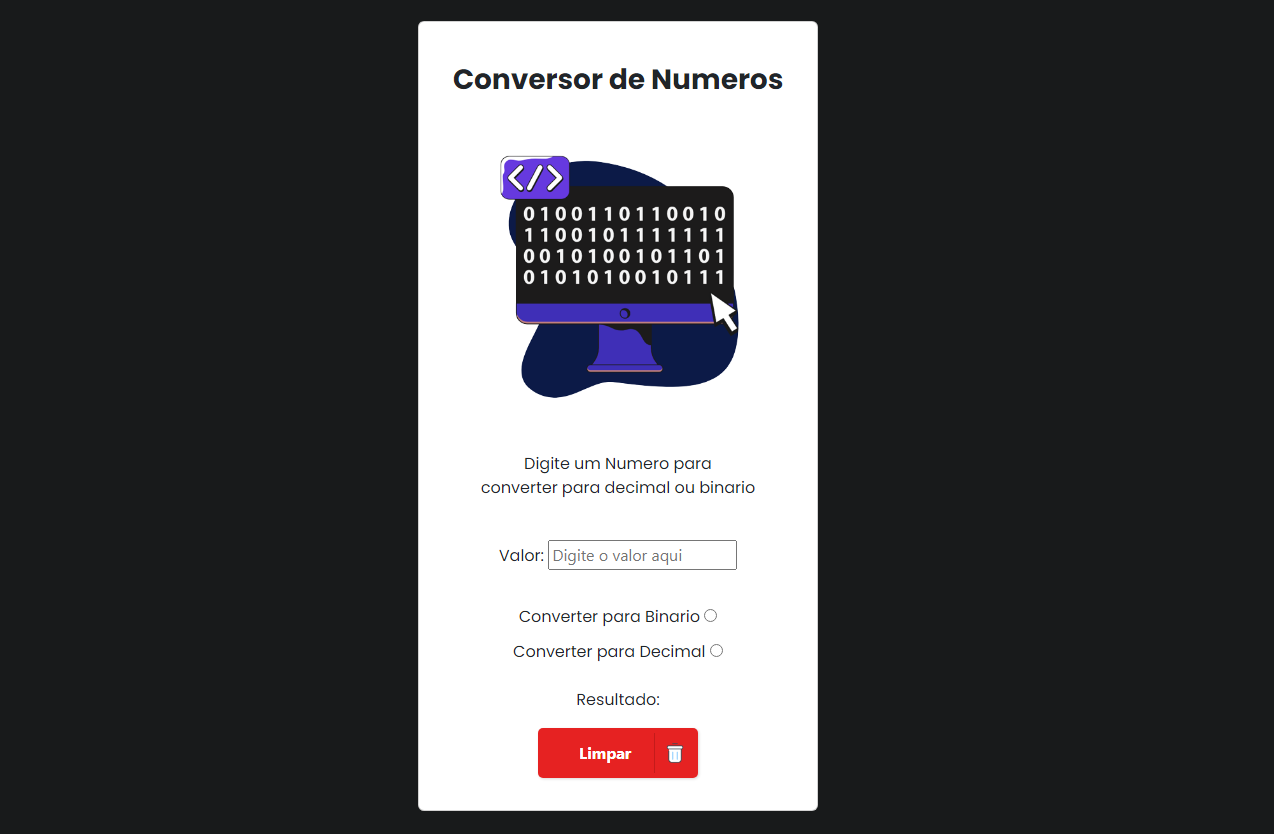 Conversor de Numeros
</>
0100110110010
1100101111111
0010100101101
0101010010111
Digite um Numero para
converter para decimal ou binario
Valor: Digite o valor aqui
Converter para Binario
Converter para Decimal
Resultado:
Limpar